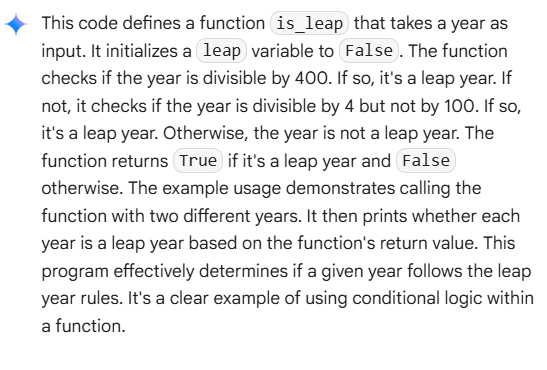 This code defines a function is_leap that takes a year as
input. It initializes a leap variable to False. The function
checks if the year is divisible by 400. If so, it's a leap year. If
not, it checks if the year is divisible by 4 but not by 100. If so,
it's a leap year. Otherwise, the year is not a leap year. The
function returns True if it's a leap year and False
otherwise. The example usage demonstrates calling the
function with two different years. It then prints whether each
year is a leap year based on the function's return value. This
program effectively determines if a given year follows the leap
year rules. It's a clear example of using conditional logic within
a function.